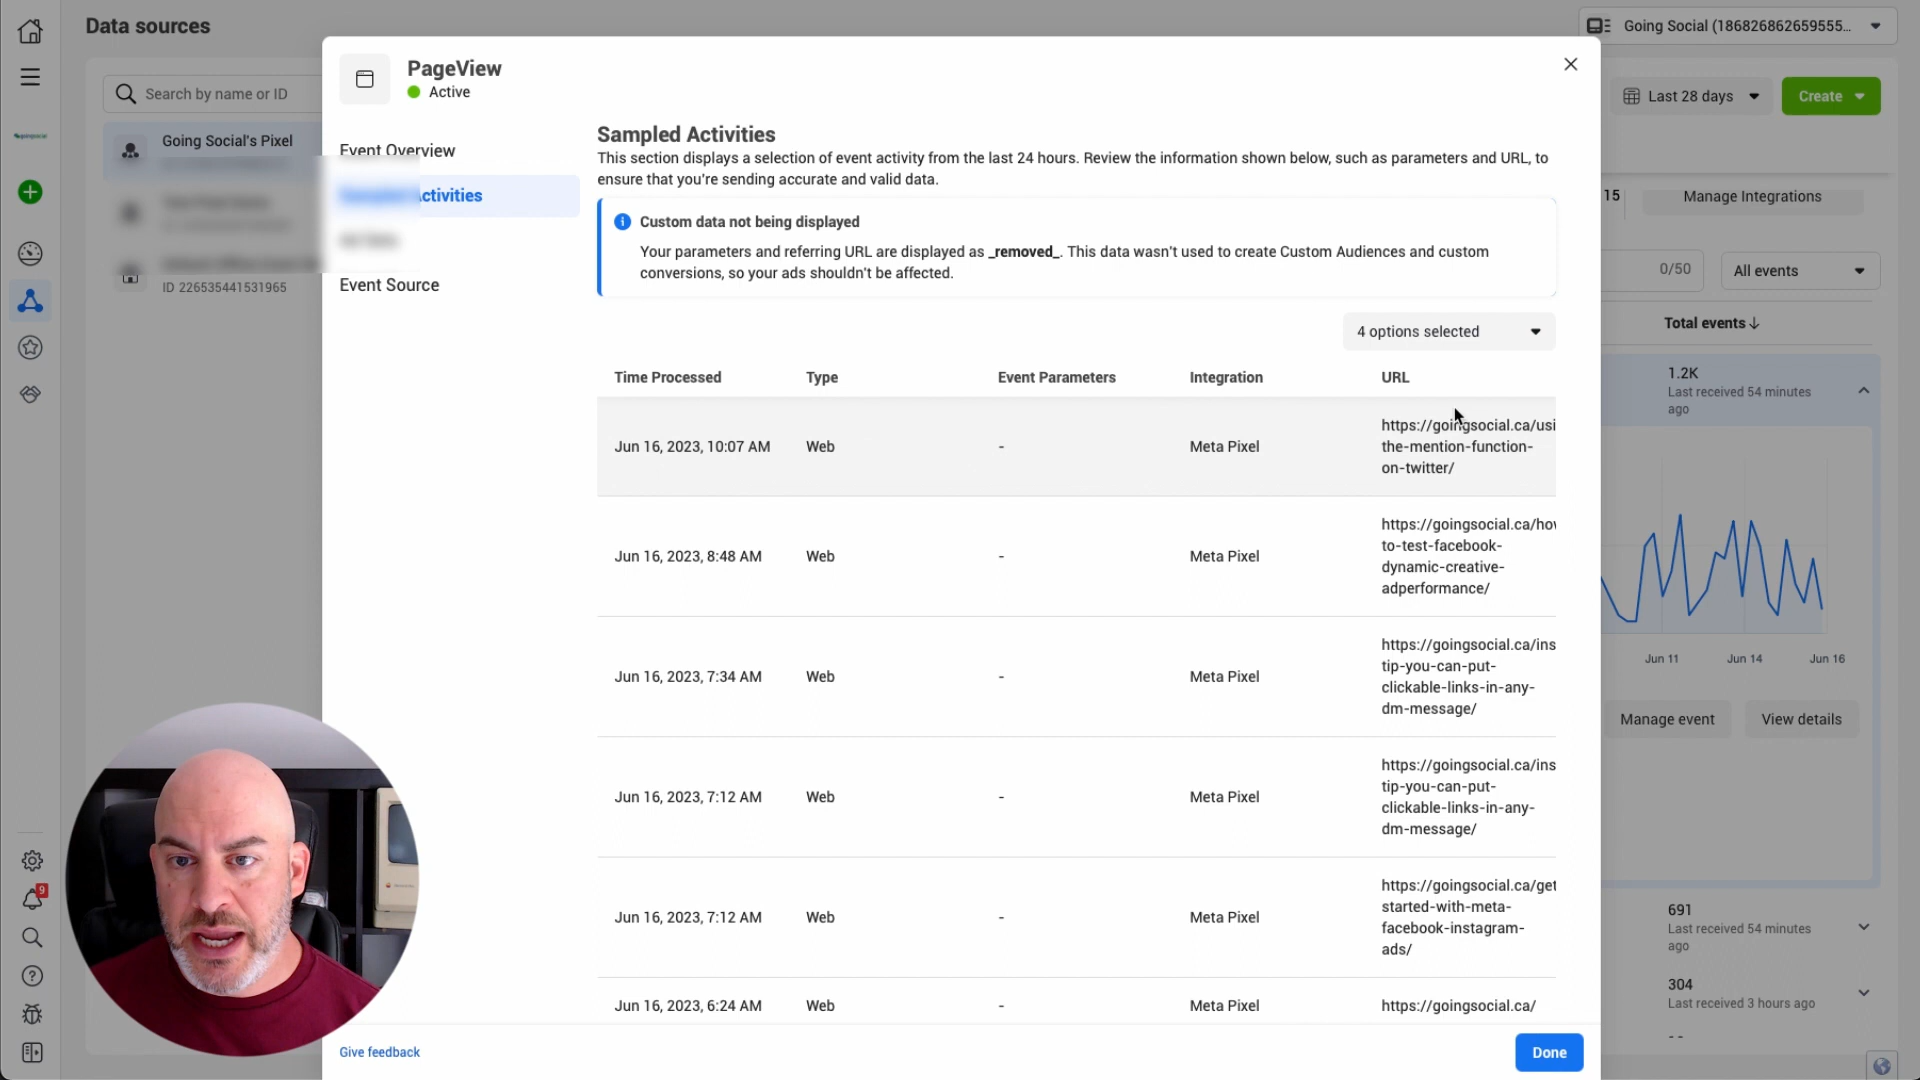 Data sources
Going Social (186826862659555...
Search by name or ID
Last 28 days
Create
Going Social's Pixel
ID 226535441531965
15
Manage Integrations
0/50
All events
Total events
1.2K
Last received 54 minutes
ago
Jun 11
Jun 14
Jun 16
Manage event
View details
691
Last received 54 minutes
ago
304
Last received 3 hours ago
- -
9
PageView
Active
Event Overview
Sampled Activities
Event Source
Sampled Activities
This section displays a selection of event activity from the last 24 hours. Review the information shown below, such as parameters and URL, to
ensure that you're sending accurate and valid data.
Custom data not being displayed
Your parameters and referring URL are displayed as _removed_. This data wasn't used to create Custom Audiences and custom
conversions, so your ads shouldn't be affected.
4 options selected
Time Processed Type Event Parameters Integration URL
Jun 16, 2023, 10:07 AM Web - Meta Pixel
https://goingsocial.ca/usi
the-mention-function-
on-twitter/
Jun 16, 2023, 8:48 AM Web - Meta Pixel
https://goingsocial.ca/how
to-test-facebook-
dynamic-creative-
adperformance/
Jun 16, 2023, 7:34 AM Web - Meta Pixel
https://goingsocial.ca/ins
tip-you-can-put-
clickable-links-in-any-
dm-message/
Jun 16, 2023, 7:12 AM Web - Meta Pixel
https://goingsocial.ca/ins
tip-you-can-put-
clickable-links-in-any-
dm-message/
Jun 16, 2023, 7:12 AM Web - Meta Pixel
https://goingsocial.ca/get
started-with-meta-
facebook-instagram-
ads/
Jun 16, 2023, 6:24 AM Web - Meta Pixel https://goingsocial.ca/
Give feedback
Done